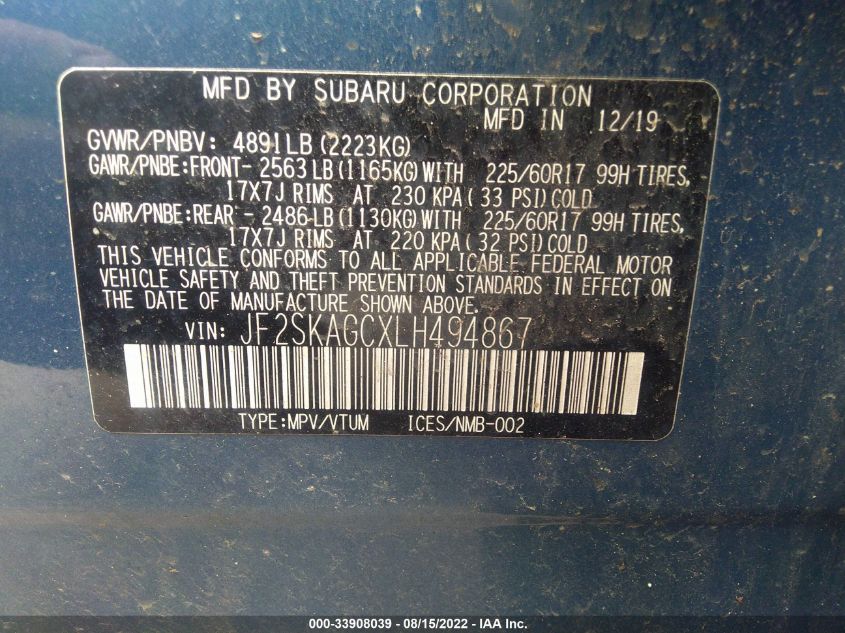 MFD BY SUBARU CORPORATION
MFD IN 12/19
GVWR/PNBV: 4891LB(2223KG)
GAWR/PNBE:FRONT- 2563LB(1165KG)WITH 225/60R17 99H TIRES,
17X7J RIMS AT 230 KPA(33 PSI)COLD
GAWR/PNBE:REAR - 2486-LB(1130KG)WITH 225/60R17 99H TIRES,
17X7J RIMS AT 220 KPA(32 PSI)COLD
THIS VEHICLE CONFORMS TO ALL APPLICABLE FEDERAL MOTOR
VEHICLE SAFETY AND THEFT PREVENTION STANDARDS IN EFFECT ON
THE DATE OF MANUFACTURE SHOWN ABOVE.
VIN: JF2SKAGCXLH494867
TYPE:MPV/VTUM ICES/NMB-002
000-33908039 - 08/15/2022 - IAA Inc.